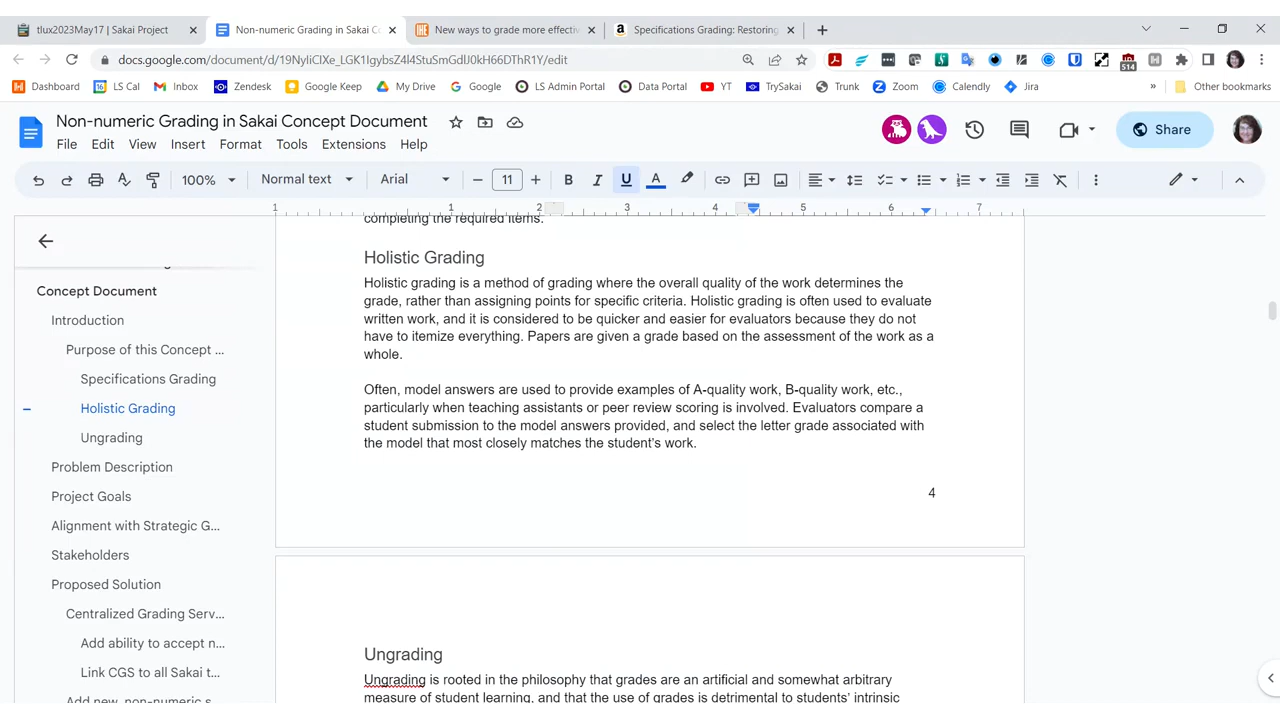 tlux2023May17 | Sakai Project
Non-numeric Grading in Sakai Co
New ways to grade more effecti
Specifications Grading: Restoring
docs.google.com/document/d/19NyIiCIXe_LGK1IgybsZ4l4StuSmGdlJ0kH66DThR1Y/edit
514
Dashboard
LS Cal
Inbox
Zendesk
Google Keep
My Drive
Google
LS Admin Portal
Data Portal
YT
TrySakai
Trunk
Zoom
Calendly
Jira
Other bookmarks
Non-numeric Grading in Sakai Concept Document
File Edit View Insert Format Tools Extensions Help
Share
100% Normal text Arial 11
1 1 2 3 4 5 6 7
Concept Document
Introduction
Purpose of this Concept ...
Specifications Grading
Holistic Grading
Ungrading
Problem Description
Project Goals
Alignment with Strategic G...
Stakeholders
Proposed Solution
Centralized Grading Serv...
Add ability to accept n...
Link CGS to all Sakai t...
Add new, non-numeric s...
completing the required items.
Holistic Grading
Holistic grading is a method of grading where the overall quality of the work determines the
grade, rather than assigning points for specific criteria. Holistic grading is often used to evaluate
written work, and it is considered to be quicker and easier for evaluators because they do not
have to itemize everything. Papers are given a grade based on the assessment of the work as a
whole.
Often, model answers are used to provide examples of A-quality work, B-quality work, etc.,
particularly when teaching assistants or peer review scoring is involved. Evaluators compare a
student submission to the model answers provided, and select the letter grade associated with
the model that most closely matches the student's work.
4
Ungrading
Ungrading is rooted in the philosophy that grades are an artificial and somewhat arbitrary
measure of student learning, and that the use of grades is detrimental to students' intrinsic